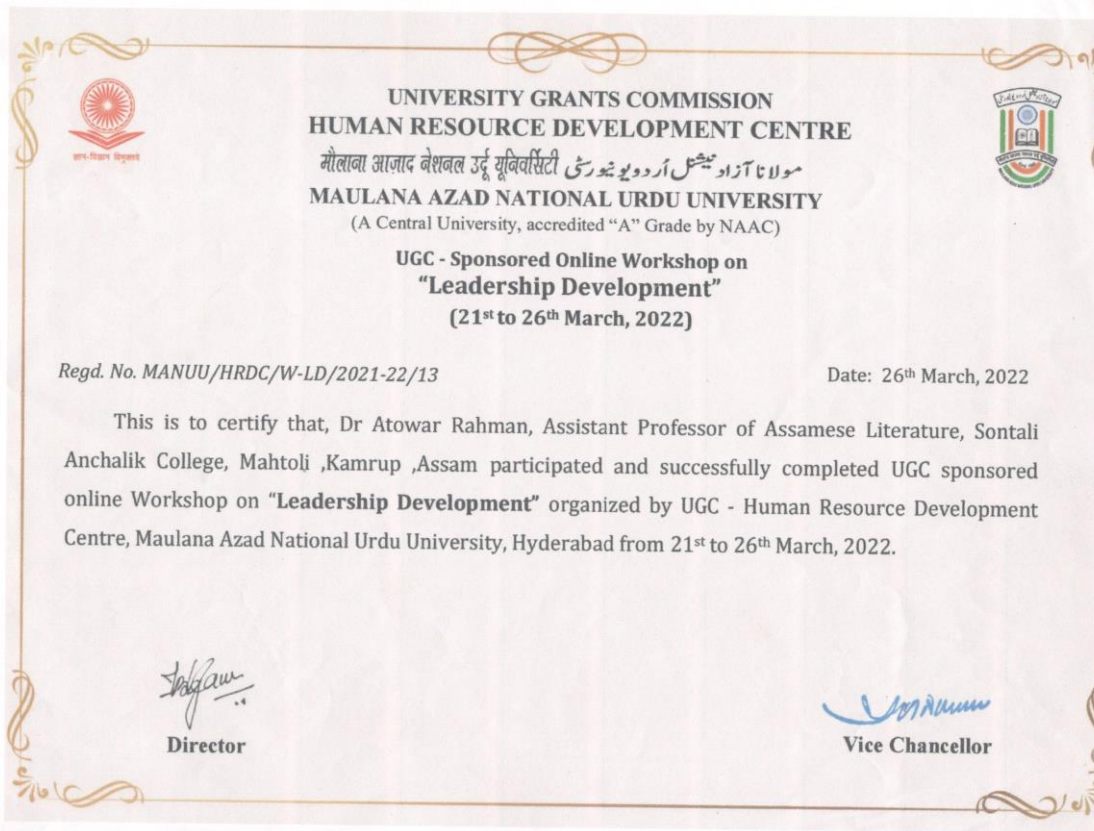 UNIVERSITY GRANTS COMMISSION
HUMAN RESOURCE DEVELOPMENT CENTRE
मौलाना आज़ाद नेशनल उर्दू यूनिवर्सिटी مولانا آزاد نیشنل اُردو یونیورسٹی
MAULANA AZAD NATIONAL URDU UNIVERSITY
(A Central University, accredited “A” Grade by NAAC)
ज्ञान-विज्ञान विमुक्तये
UGC - Sponsored Online Workshop on
“Leadership Development”
(21st to 26th March, 2022)
Regd. No. MANUU/HRDC/W-LD/2021-22/13
Date: 26th March, 2022
This is to certify that, Dr Atowar Rahman, Assistant Professor of Assamese Literature, Sontali
Anchalik College, Mahtoli ,Kamrup ,Assam participated and successfully completed UGC sponsored
online Workshop on “Leadership Development” organized by UGC - Human Resource Development
Centre, Maulana Azad National Urdu University, Hyderabad from 21st to 26th March, 2022.
Director
Vice Chancellor